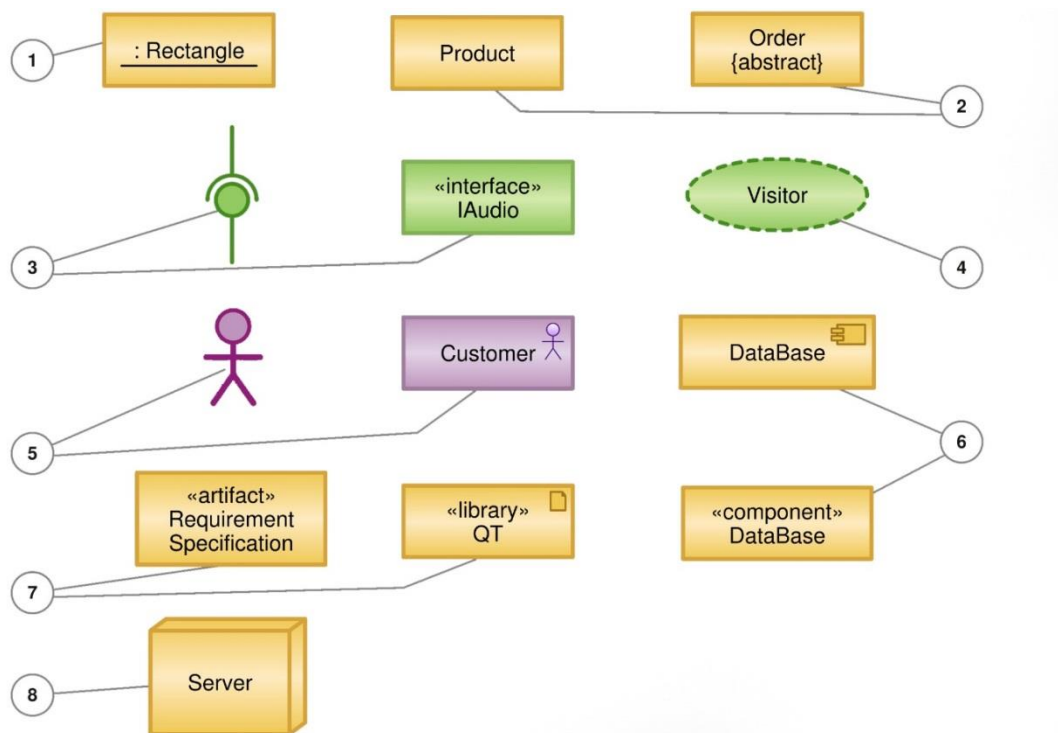 1
: Rectangle
Product
Order
{abstract}
2
3
«interface»
IAudio
Visitor
4
5
Customer
DataBase
6
«artifact»
Requirement
Specification
«library»
QT
«component»
DataBase
7
8
Server